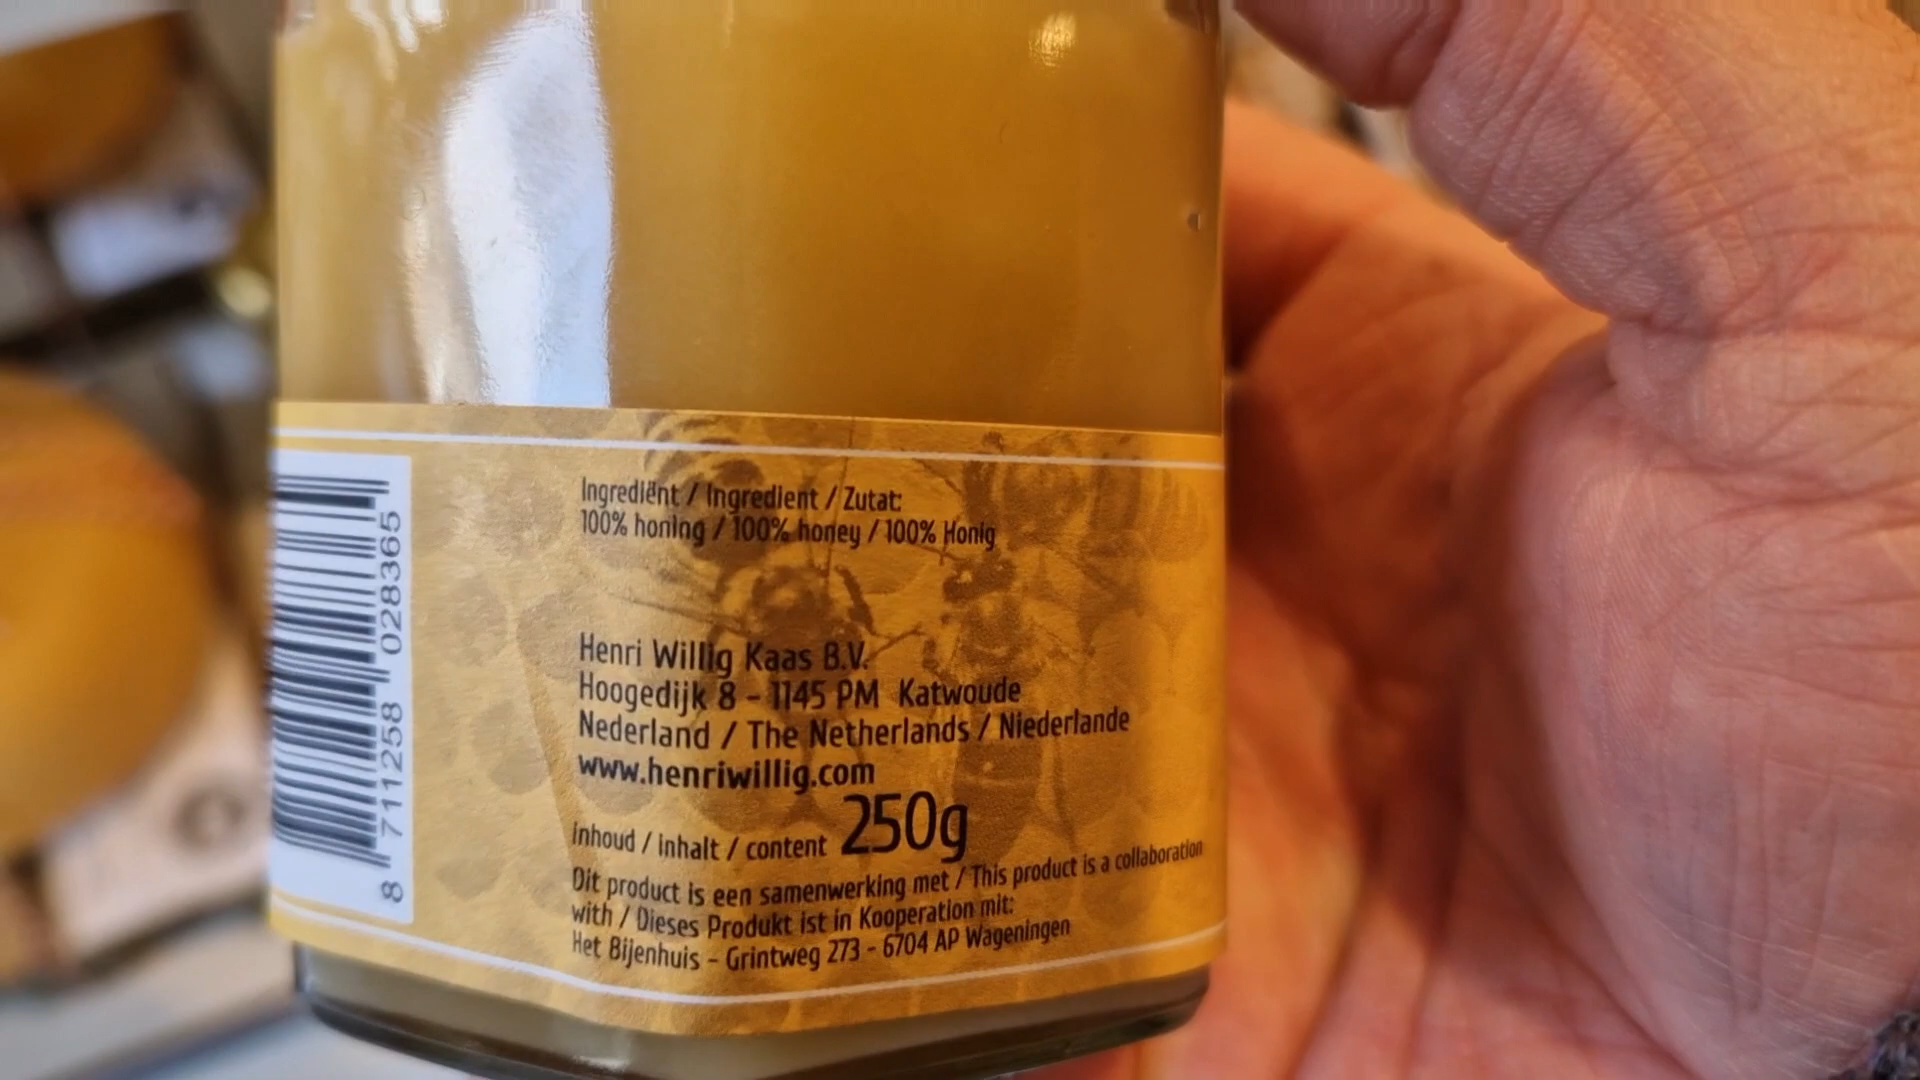 Ingrediënt / Ingredient / Zutat:
100% honing / 100% honey / 100% Honig
Henri Willig Kaas B.V.
Hoogedijk 8 - 1145 PM Katwoude
Nederland / The Netherlands / Niederlande
www.henriwillig.com
inhoud / inhalt / content 250g
Dit product is een samenwerking met / This product is a collaboration
with / Dieses Produkt ist in Kooperation mit:
Het Bijenhuis - Grintweg 273 - 6704 AP Wageningen
8 711258 028365